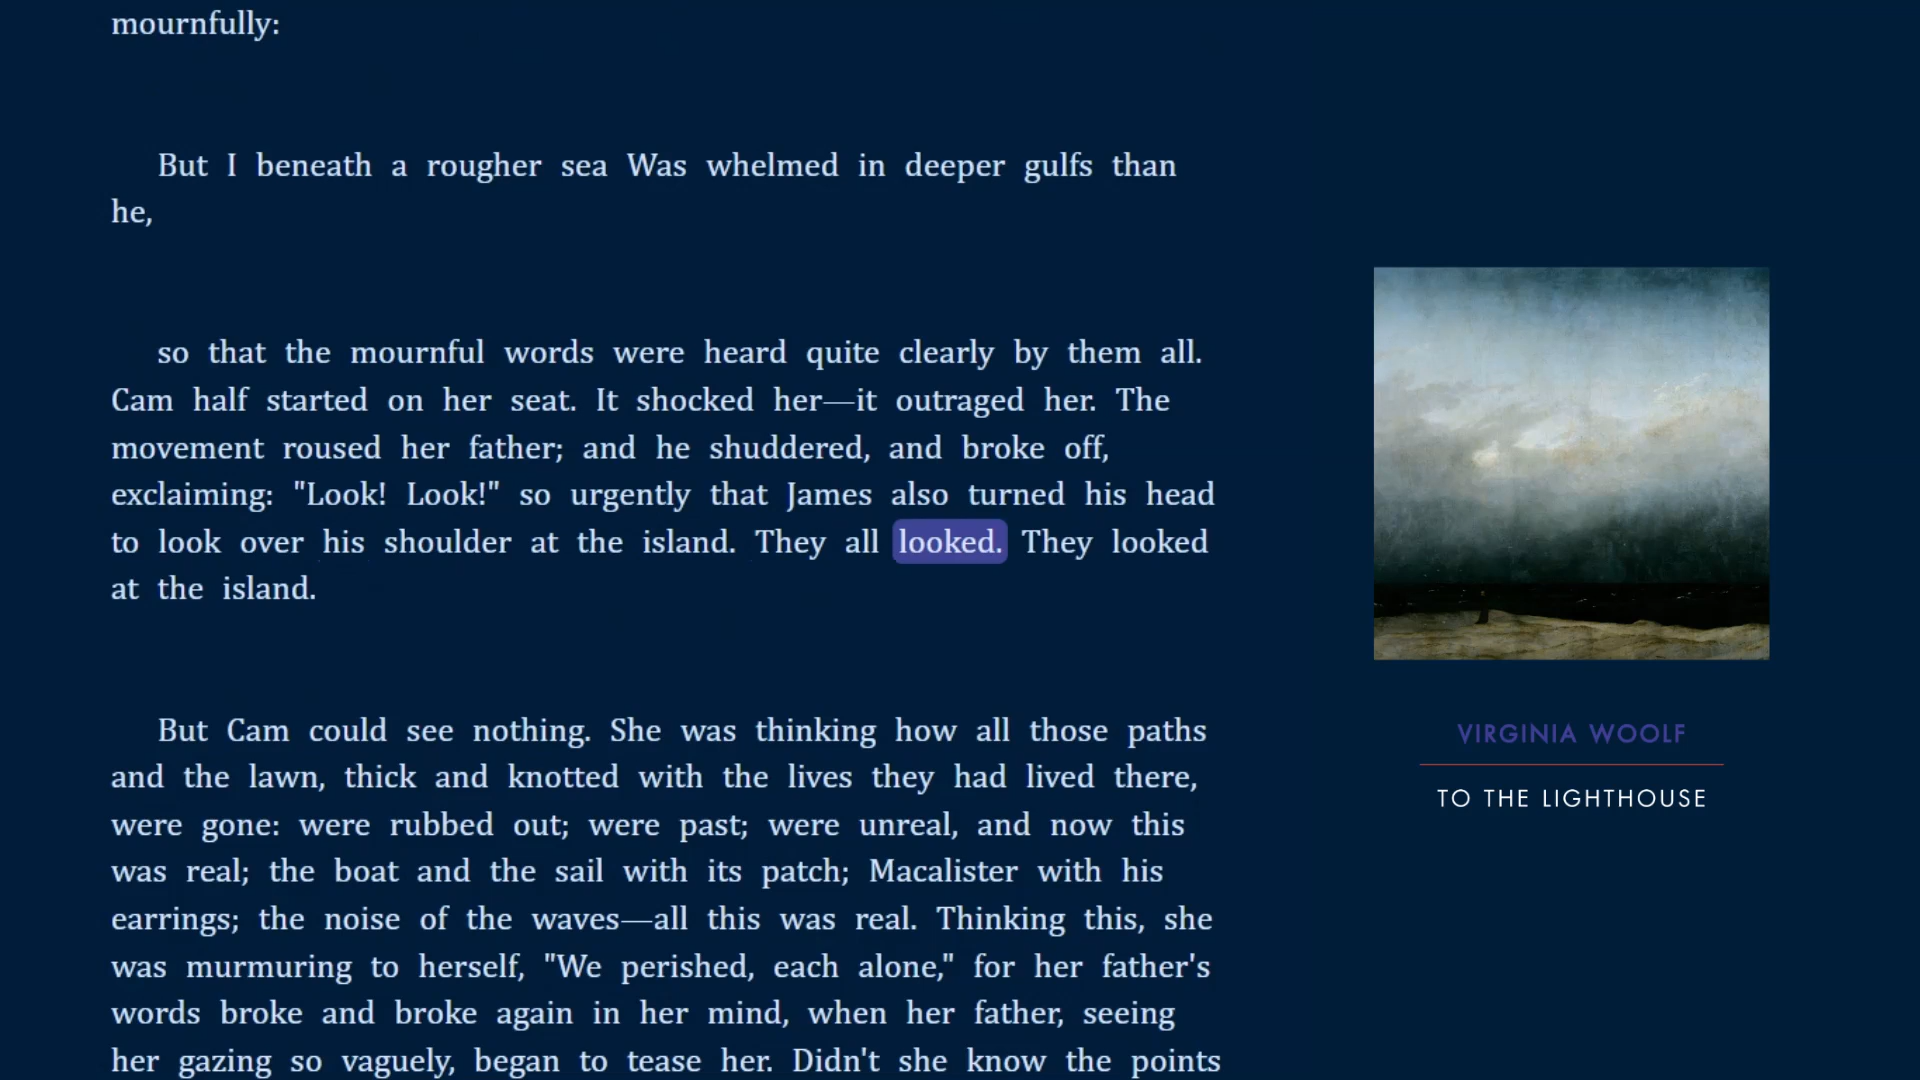 mournfully:
But I beneath a rougher sea Was whelmed in deeper gulfs than
he,
so that the mournful words were heard quite clearly by them all.
Cam half started on her seat. It shocked her—it outraged her. The
movement roused her father; and he shuddered, and broke off,
exclaiming: "Look! Look!" so urgently that James also turned his head
to look over his shoulder at the island. They all looked. They looked
at the island.
But Cam could see nothing. She was thinking how all those paths
and the lawn, thick and knotted with the lives they had lived there,
were gone: were rubbed out; were past; were unreal, and now this
was real; the boat and the sail with its patch; Macalister with his
earrings; the noise of the waves—all this was real. Thinking this, she
was murmuring to herself, "We perished, each alone," for her father's
words broke and broke again in her mind, when her father, seeing
her gazing so vaguely, began to tease her. Didn't she know the points
VIRGINIA WOOLF
TO THE LIGHTHOUSE